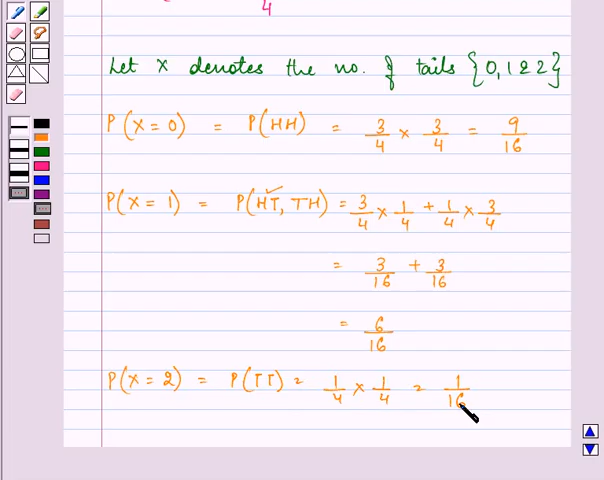 4
Let X denotes the no. of tails {0, 1 & 2}
P(X = 0) = P(HH) = 3/4 × 3/4 = 9/16
P(X = 1) = P(HT, TH) = 3/4 × 1/4 + 1/4 × 3/4
= 3/16 + 3/16
= 6/16
P(X = 2) = P(TT) = 1/4 × 1/4 = 1/16